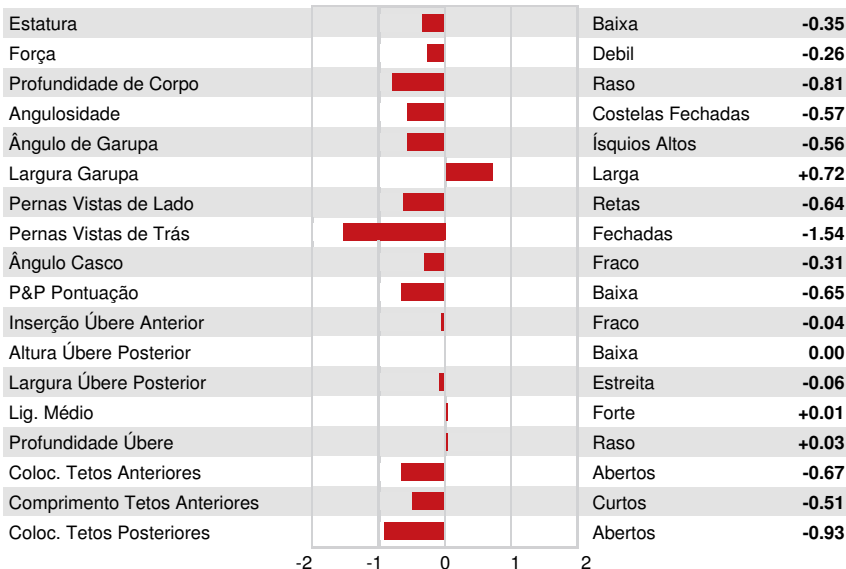 Estatura Baixa -0.35
Força Debil -0.26
Profundidade de Corpo Raso -0.81
Angulosidade Costelas Fechadas -0.57
Ângulo de Garupa Ísquios Altos -0.56
Largura Garupa Larga +0.72
Pernas Vistas de Lado Retas -0.64
Pernas Vistas de Trás Fechadas -1.54
Ângulo Casco Fraco -0.31
P&P Pontuação Baixa -0.65
Inserção Úbere Anterior Fraco -0.04
Altura Úbere Posterior Baixa 0.00
Largura Úbere Posterior Estreita -0.06
Lig. Médio Forte +0.01
Profundidade Úbere Raso +0.03
Coloc. Tetos Anteriores Abertos -0.67
Comprimento Tetos Anteriores Curtos -0.51
Coloc. Tetos Posteriores Abertos -0.93
-2 -1 0 1 2